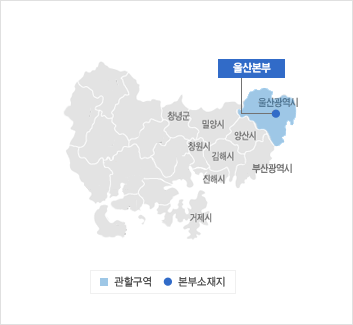 울산본부
울산광역시
창녕군
밀양시
양산시
창원시
김해시
부산광역시
진해시
거제시
관할구역
본부소재지